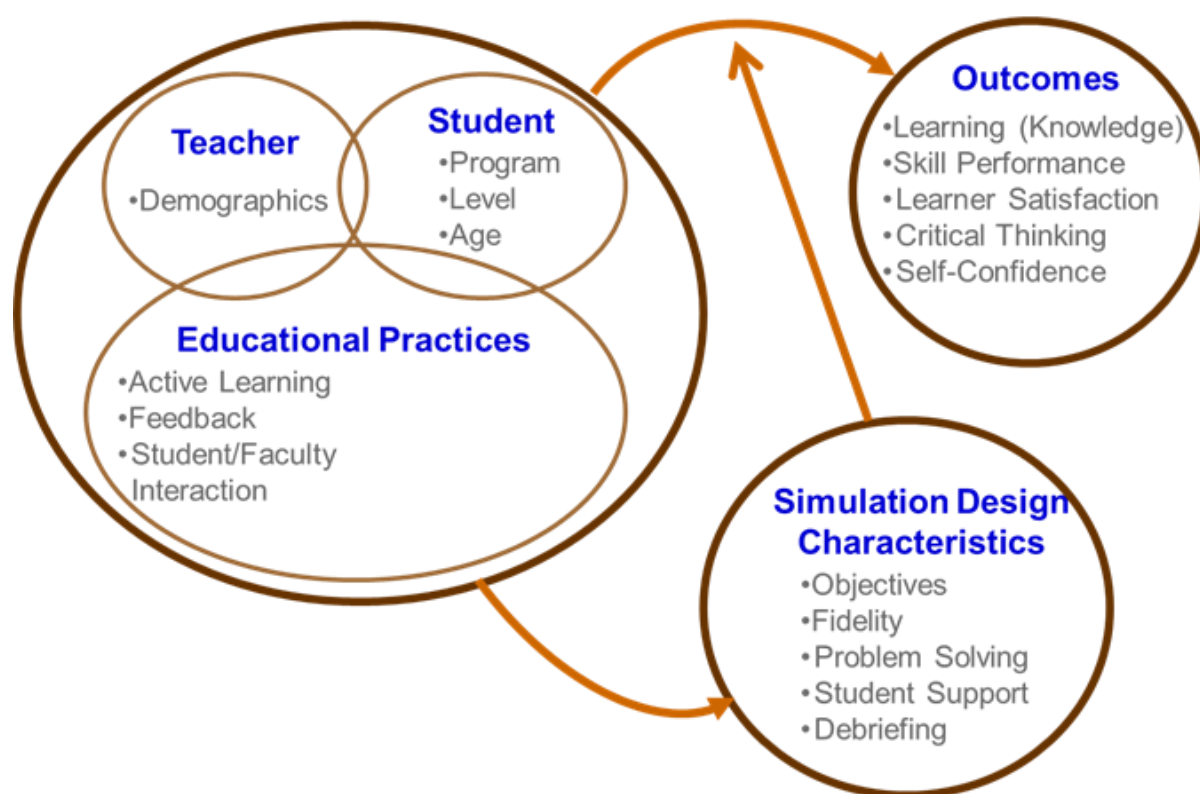 Teacher
•Demographics
Student
•Program
•Level
•Age
Educational Practices
•Active Learning
•Feedback
•Student/Faculty
Interaction
Outcomes
•Learning (Knowledge)
•Skill Performance
•Learner Satisfaction
•Critical Thinking
•Self-Confidence
Simulation Design
Characteristics
•Objectives
•Fidelity
•Problem Solving
•Student Support
•Debriefing